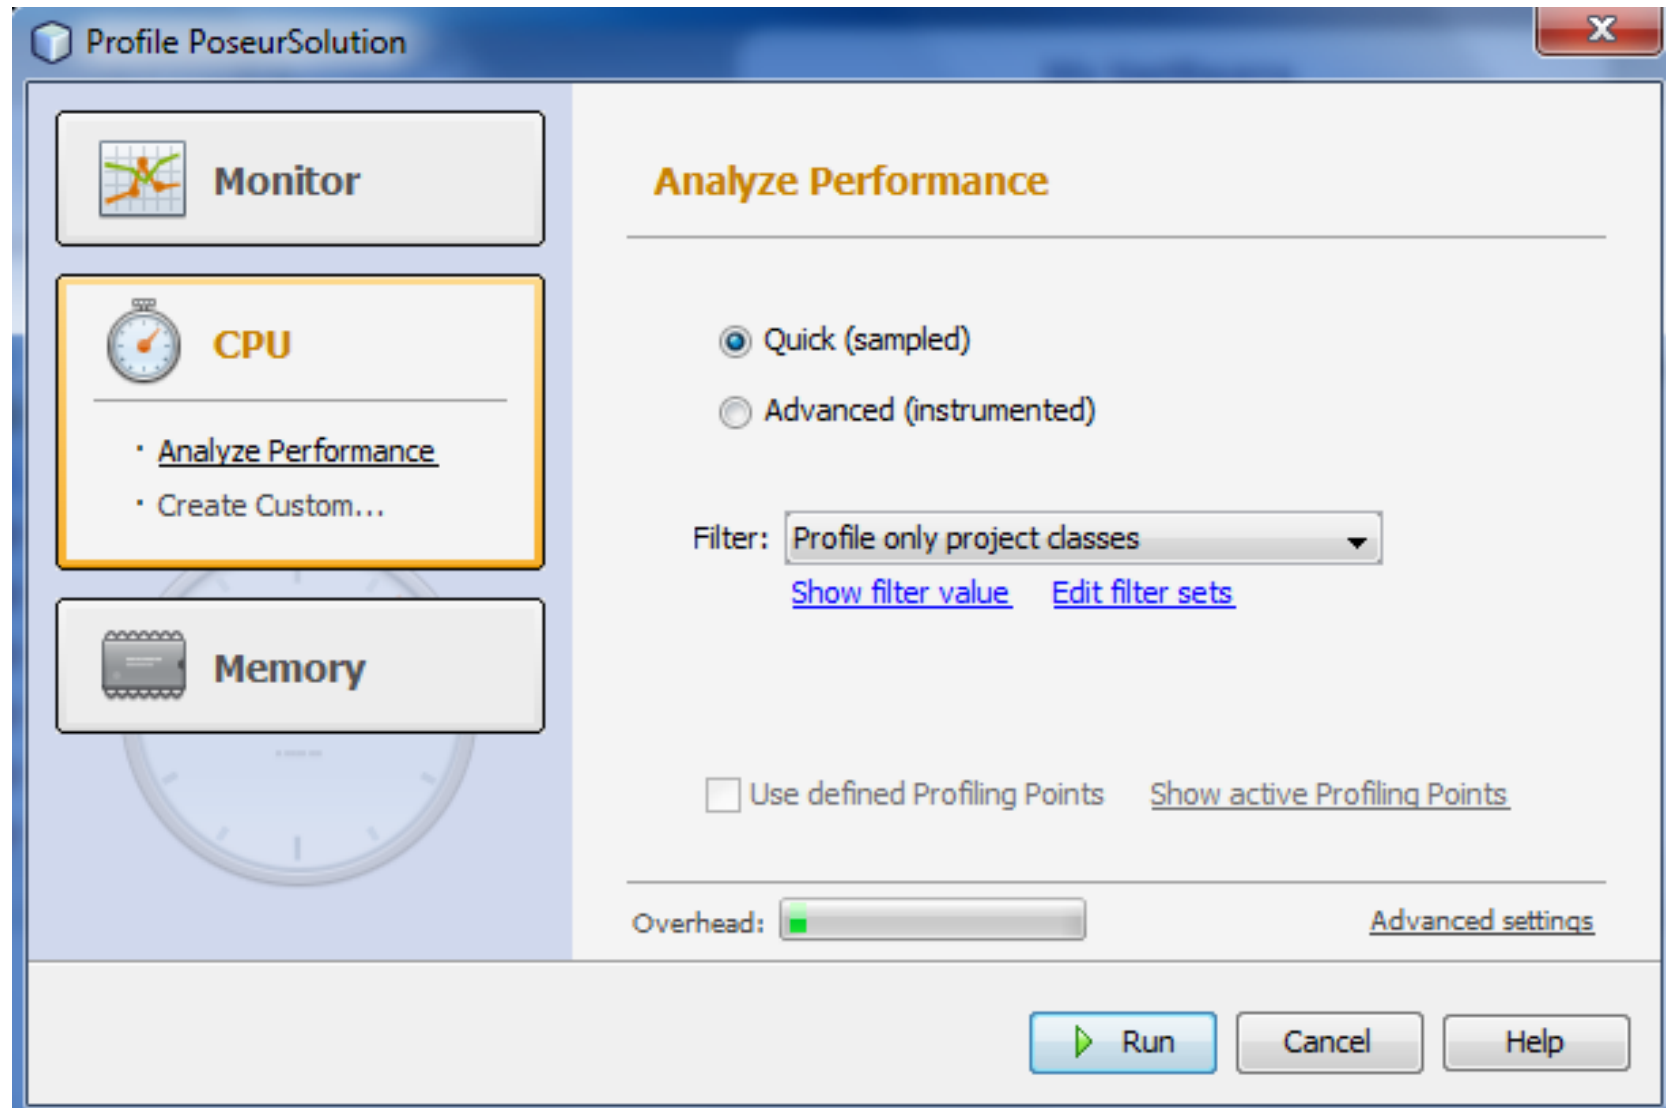 Profile PoseurSolution
Monitor
CPU
Analyze Performance
Create Custom...
Memory
Analyze Performance
Quick (sampled)
Advanced (instrumented)
Filter: Profile only project classes
Show filter value Edit filter sets
Use defined Profiling Points Show active Profiling Points
Overhead: Advanced settings
Run Cancel Help